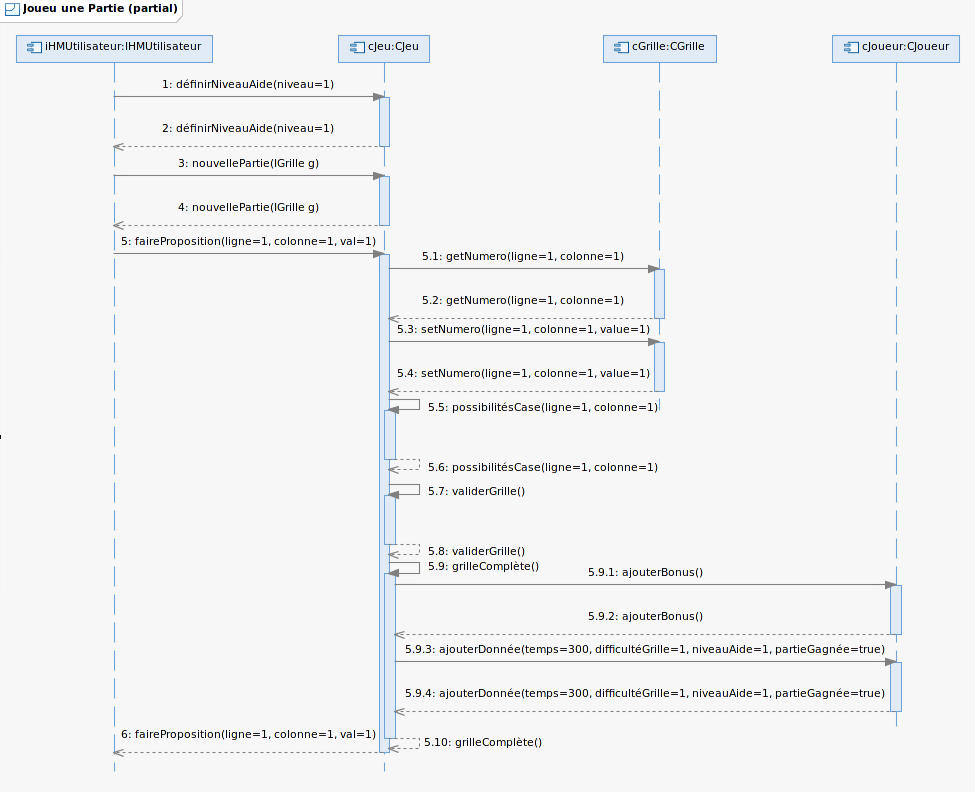 Joueu une Partie (partial)
iHMUtilisateur:IHMUtilisateur
cJeu:CJeu
cGrille:CGrille
cJoueur:CJoueur
1: définirNiveauAide(niveau=1)
2: définirNiveauAide(niveau=1)
3: nouvellePartie(IGrille g)
4: nouvellePartie(IGrille g)
5: faireProposition(ligne=1, colonne=1, val=1)
5.1: getNumero(ligne=1, colonne=1)
5.2: getNumero(ligne=1, colonne=1)
5.3: setNumero(ligne=1, colonne=1, value=1)
5.4: setNumero(ligne=1, colonne=1, value=1)
5.5: possibilitésCase(ligne=1, colonne=1)
5.6: possibilitésCase(ligne=1, colonne=1)
5.7: validerGrille()
5.8: validerGrille()
5.9: grilleComplète()
5.9.1: ajouterBonus()
5.9.2: ajouterBonus()
5.9.3: ajouterDonnée(temps=300, difficultéGrille=1, niveauAide=1, partieGagnée=true)
5.9.4: ajouterDonnée(temps=300, difficultéGrille=1, niveauAide=1, partieGagnée=true)
6: faireProposition(ligne=1, colonne=1, val=1)
5.10: grilleComplète()